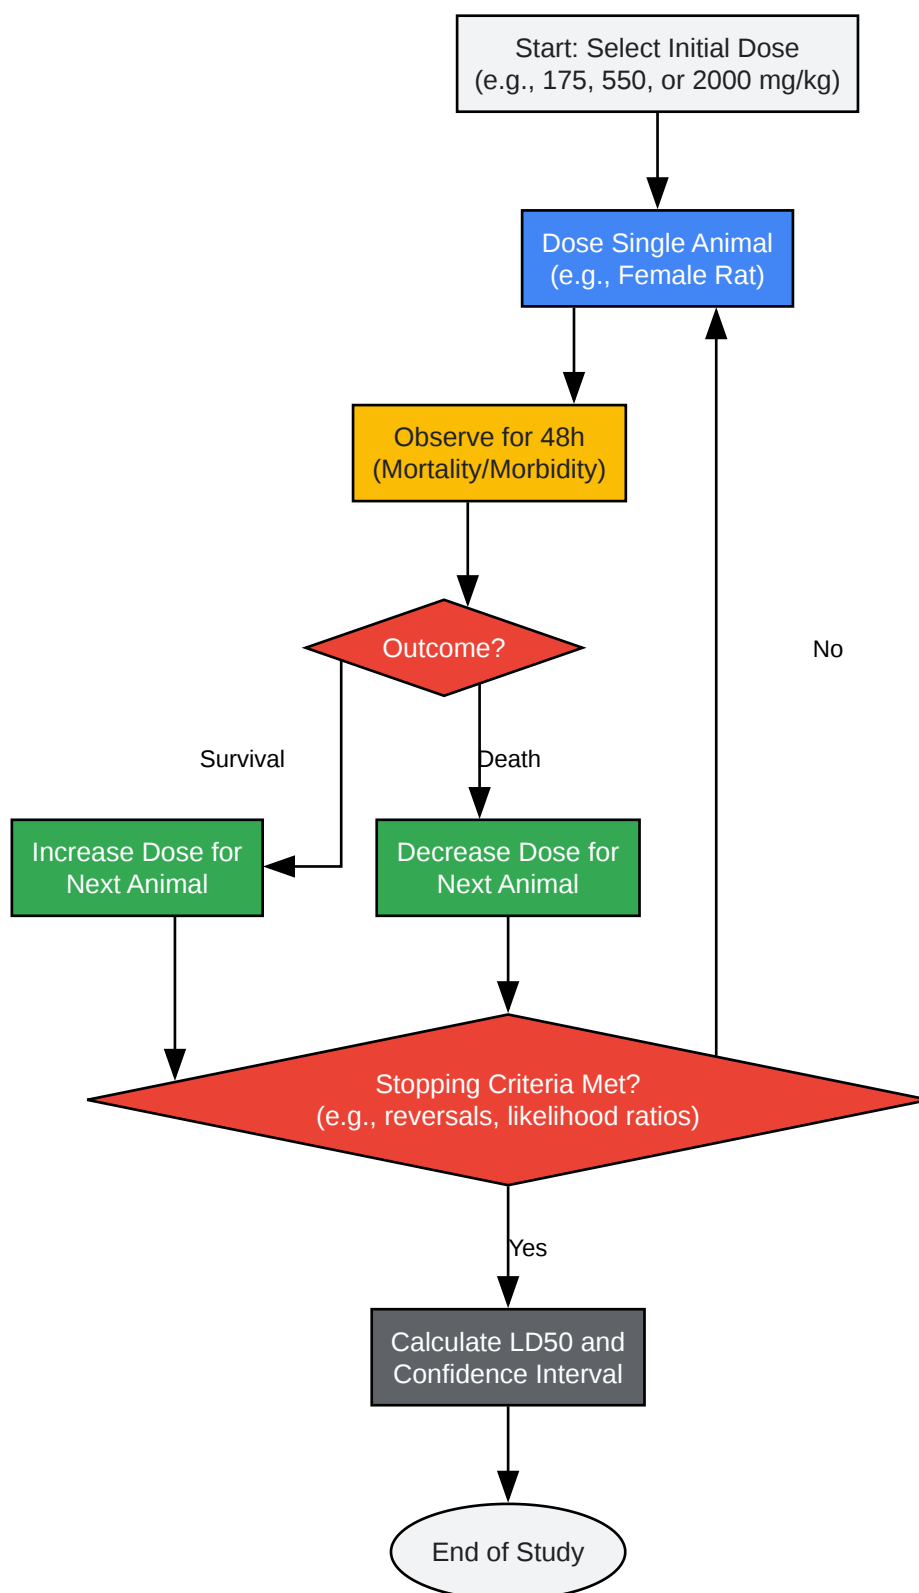 Start: Select Initial Dose
(e.g., 175, 550, or 2000 mg/kg)
Dose Single Animal
(e.g., Female Rat)
Observe for 48h
(Mortality/Morbidity)
Outcome?
No
Survival
Death
Increase Dose for
Next Animal
Decrease Dose for
Next Animal
Stopping Criteria Met?
(e.g., reversals, likelihood ratios)
Yes
Calculate LD50 and
Confidence Interval
End of Study